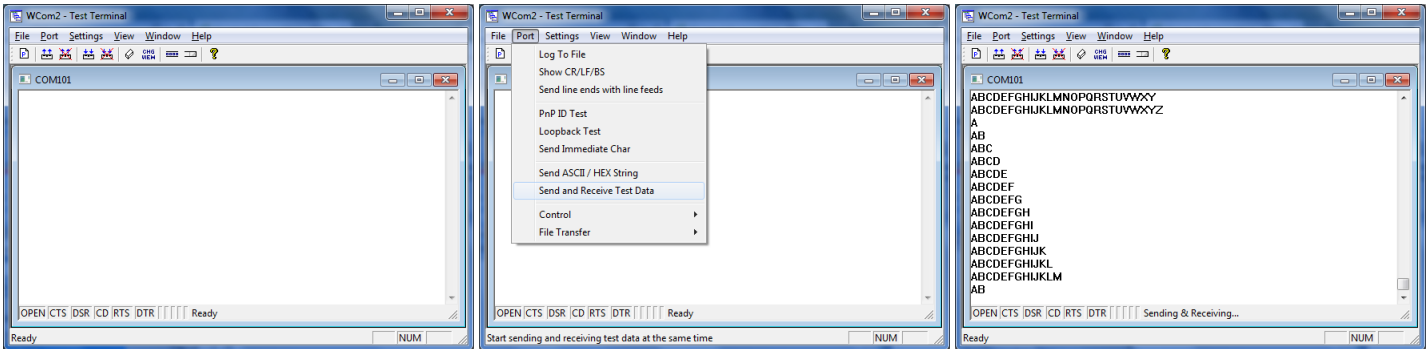 WCom2 - Test Terminal
File Port Settings View Window Help
P CHG VIEW ?
COM101
OPEN CTS DSR CD RTS DTR Ready
Ready NUM
WCom2 - Test Terminal
File Port Settings View Window Help
P
Log To File
Show CR/LF/BS
Send line ends with line feeds
PnP ID Test
Loopback Test
Send Immediate Char
Send ASCII / HEX String
Send and Receive Test Data
Control
File Transfer
OPEN CTS DSR CD RTS DTR Ready
Start sending and receiving test data at the same time NUM
WCom2 - Test Terminal
File Port Settings View Window Help
P CHG VIEW ?
COM101
ABCDEFGHIJKLMNOPQRSTUVWXY
ABCDEFGHIJKLMNOPQRSTUVWXYZ
A
AB
ABC
ABCD
ABCDE
ABCDEF
ABCDEFG
ABCDEFGH
ABCDEFGHI
ABCDEFGHIJ
ABCDEFGHIJK
ABCDEFGHIJKL
ABCDEFGHIJKLM
AB
OPEN CTS DSR CD RTS DTR Sending & Receiving...
Ready NUM